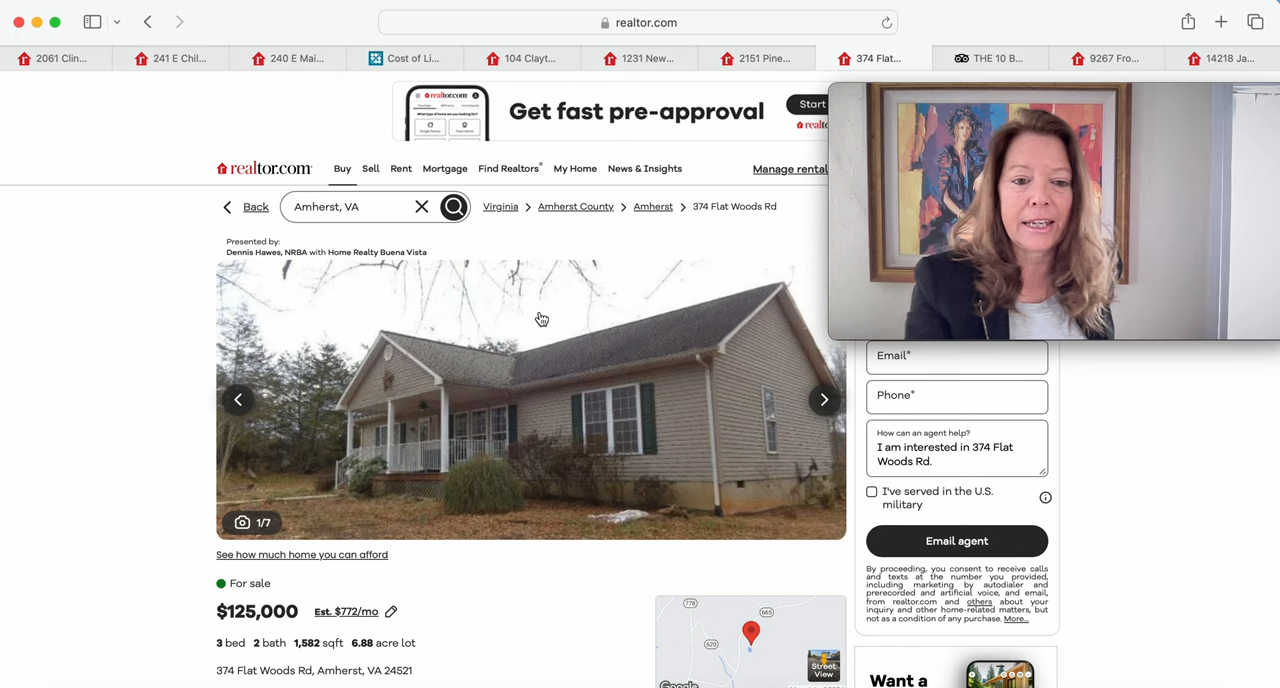 realtor.com
2061 Clin...
241 E Chil...
240 E Mai...
Cost of Li...
104 Clayt...
1231 New...
2151 Pine...
374 Flat...
THE 10 B...
9267 Fro...
14218 Ja...
Get fast pre-approval
Start
realtor.com
Buy
Sell
Rent
Mortgage
Find Realtors®
My Home
News & Insights
Manage rental
Back
Amherst, VA
Virginia > Amherst County > Amherst > 374 Flat Woods Rd
Presented by:
Dennis Hawes, NRBA with Home Realty Buena Vista
1/7
See how much home you can afford
For sale
$125,000
Est. $772/mo
3 bed 2 bath 1,582 sqft 6.88 acre lot
374 Flat Woods Rd, Amherst, VA 24521
778
665
620
Street
View
Google
Email*
Phone*
How can an agent help?
I am interested in 374 Flat
Woods Rd.
I've served in the U.S.
military
Email agent
By proceeding, you consent to receive calls
and texts at the number you provided,
including marketing by autodialer and
prerecorded and artificial voice, and email,
from realtor.com and others about your
inquiry and other home-related matters, but
not as a condition of any purchase. More...
Want a